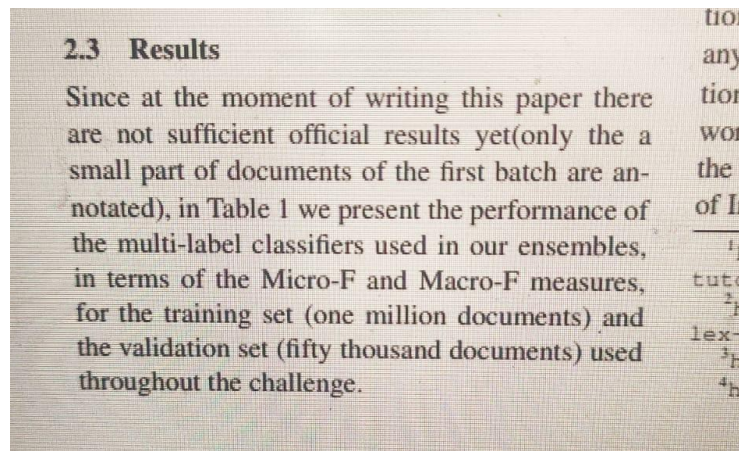 2.3 Results
Since at the moment of writing this paper there
are not sufficient official results yet(only the a
small part of documents of the first batch are an-
notated), in Table 1 we present the performance of
the multi-label classifiers used in our ensembles,
in terms of the Micro-F and Macro-F measures,
for the training set (one million documents) and
the validation set (fifty thousand documents) used
throughout the challenge.
any
the
of